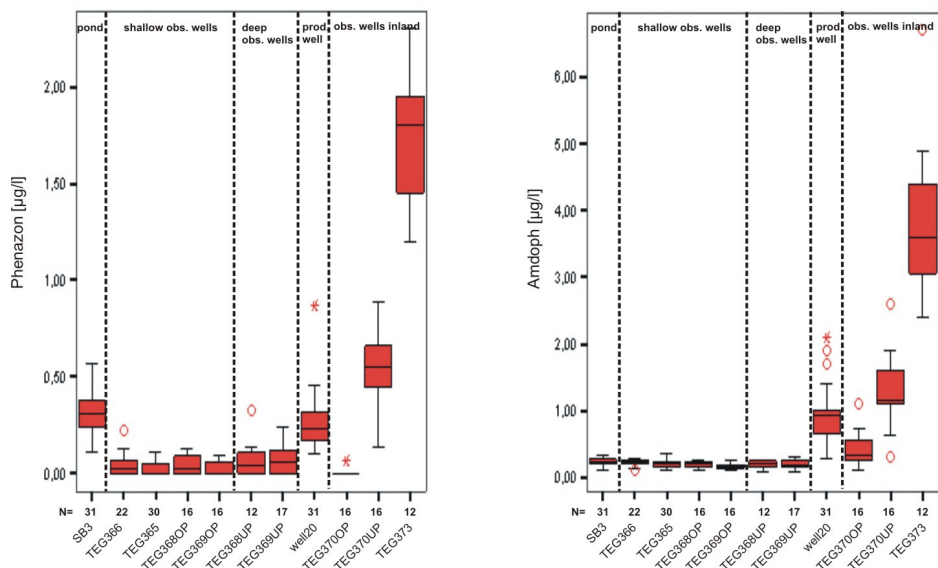 pond shallow obs. wells deep obs. wells prod. well obs. wells inland
Phenazon [µg/l]
2,00
1,50
1,00
0,50
0,00
N= 31 22 30 16 16 12 17 31 16 16 12
SB3 TEG366 TEG365 TEG368OP TEG369OP TEG368UP TEG369UP well20 TEG370OP TEG370UP TEG373
pond shallow obs. wells deep obs. wells prod. well obs. wells inland
Amdoph [µg/l]
6,00
5,00
4,00
3,00
2,00
1,00
0,00
N= 31 22 30 16 16 12 17 31 16 16 12
SB3 TEG366 TEG365 TEG368OP TEG369OP TEG368UP TEG369UP well20 TEG370OP TEG370UP TEG373